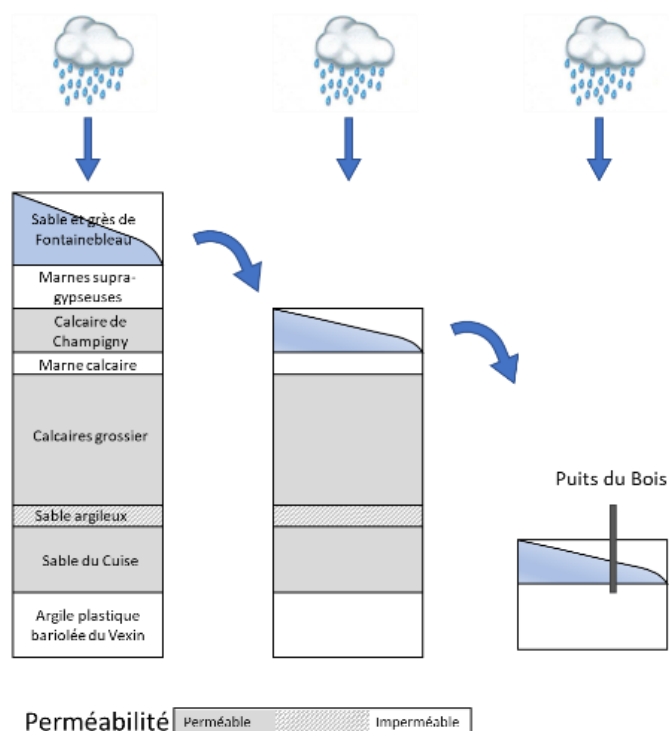 Sable et grès de
Fontainebleau
Marnes supra-
gypseuses
Calcaire de
Champigny
Marne calcaire
Calcaires grossier
Sable argileux
Sable du Cuise
Argile plastique
bariolée du Vexin
Puits du Bois
Perméabilité Perméable Imperméable